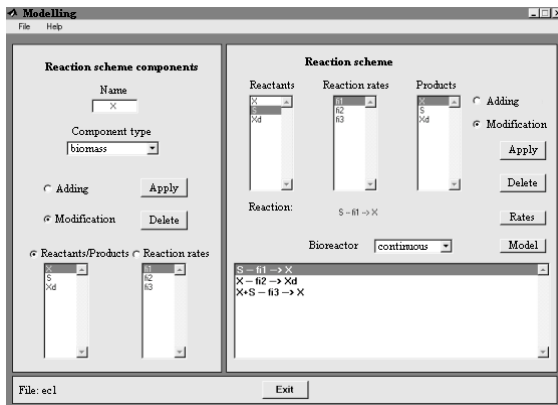 Modelling
File Help
Reaction scheme components
Name
X
Component type
biomass
Adding Apply
Modification Delete
Reactants/Products Reaction rates
X
S
Xd
fi1
fi2
fi3
Reaction scheme
Reactants Reaction rates Products
X
S
Xd
fi1
fi2
fi3
X
S
Xd
Adding
Modification
Apply
Delete
Reaction: S – fi1 –> X
Rates
Bioreactor continuous Model
S – fi1 –> X
X – fi2 –> Xd
X+S – fi3 –> X
File: ec1 Exit